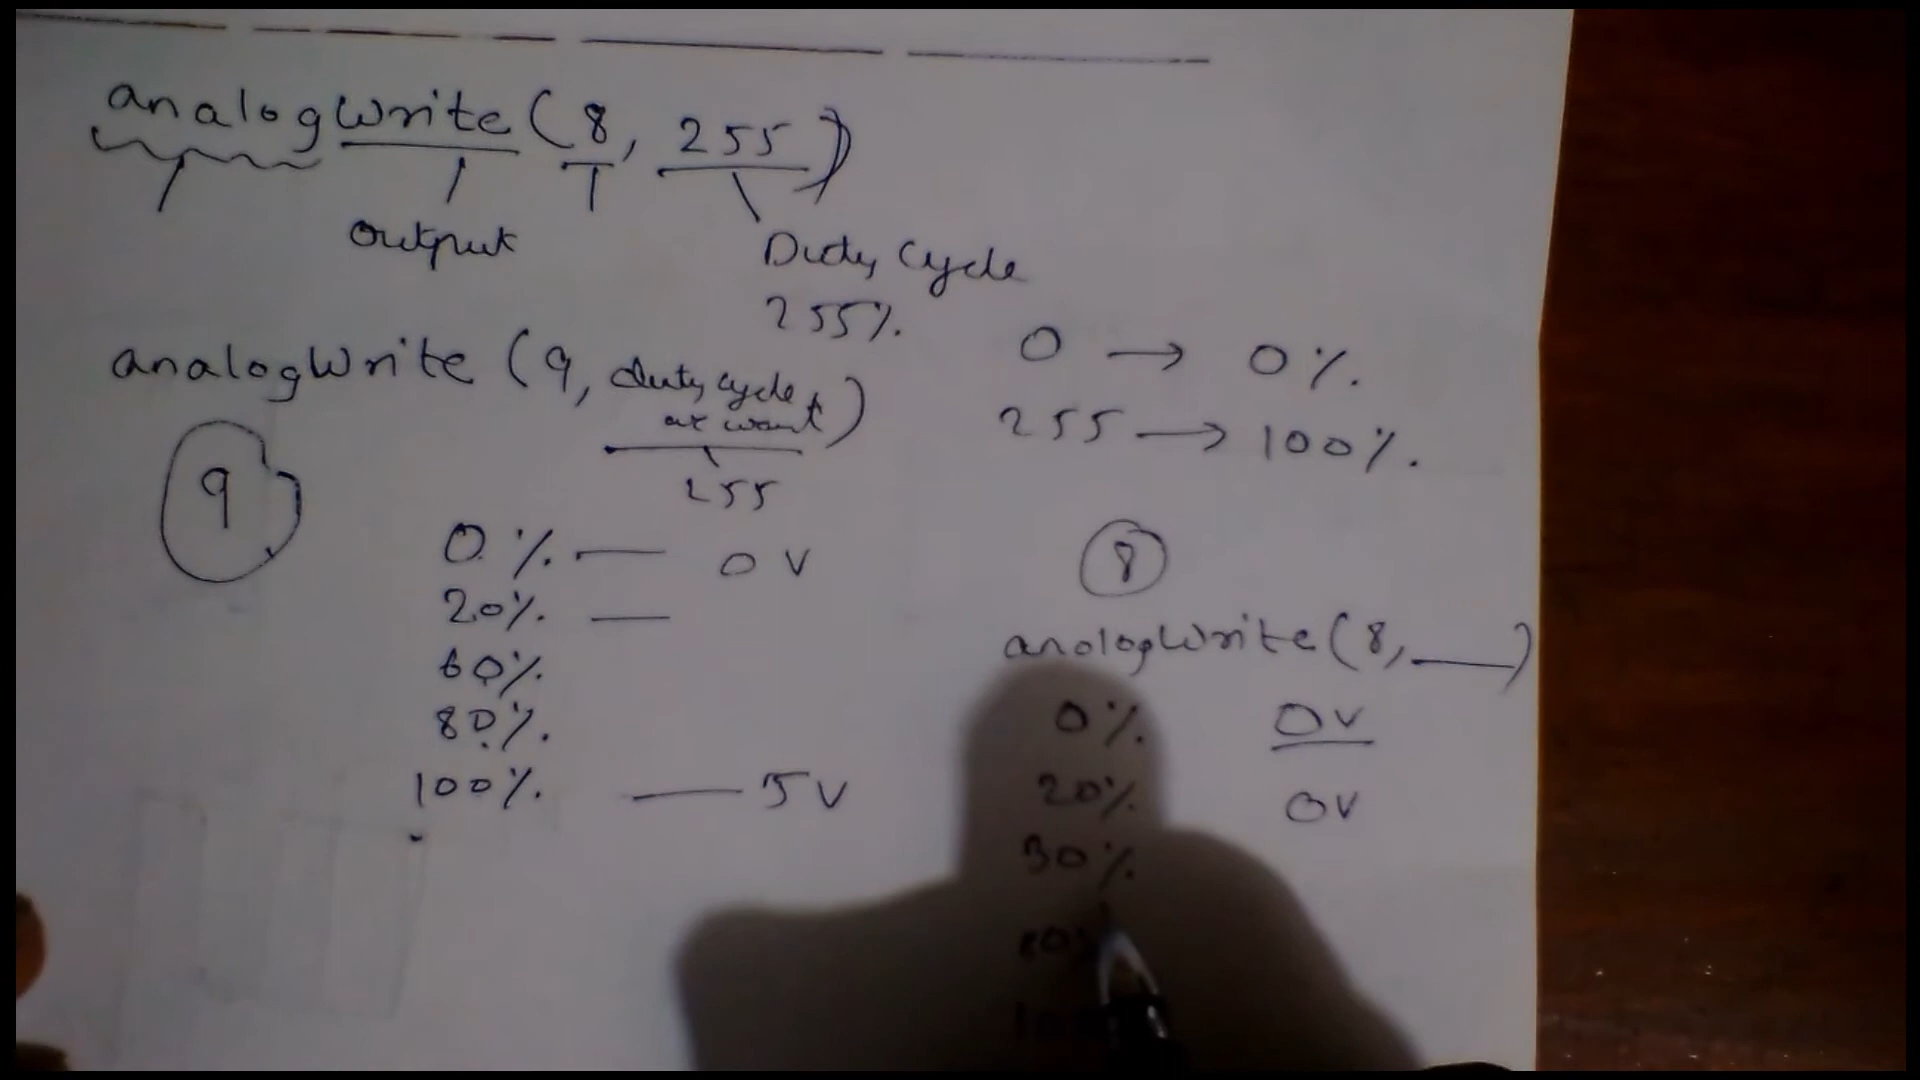 analogWrite (8, 255)
output
Duty Cycle
255%.
analogWrite (9, duty cycle
want)
255
0 → 0%.
255 → 100%.
9
0%. — 0V
20%. —
60%.
80%.
100%. — 5V
8
analogWrite (8, __)
0%. 0V
20%. 0V
30%.